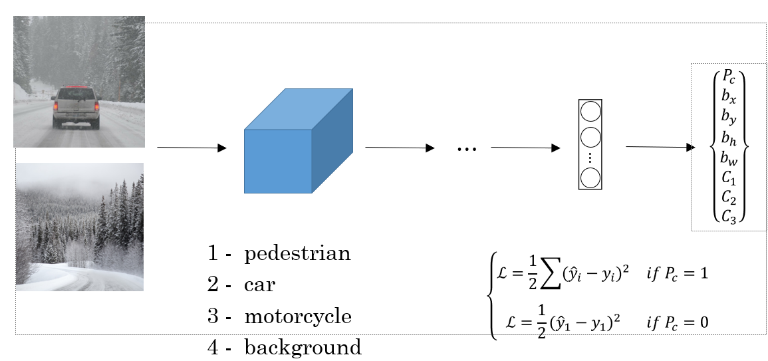 ...
P_c
b_x
b_y
b_h
b_w
C_1
C_2
C_3
1 - pedestrian
2 - car
3 - motorcycle
4 - background
ℒ = 1/2 ∑(ŷ_i − y_i)² if P_c = 1
ℒ = 1/2 (ŷ_1 − y_1)² if P_c = 0